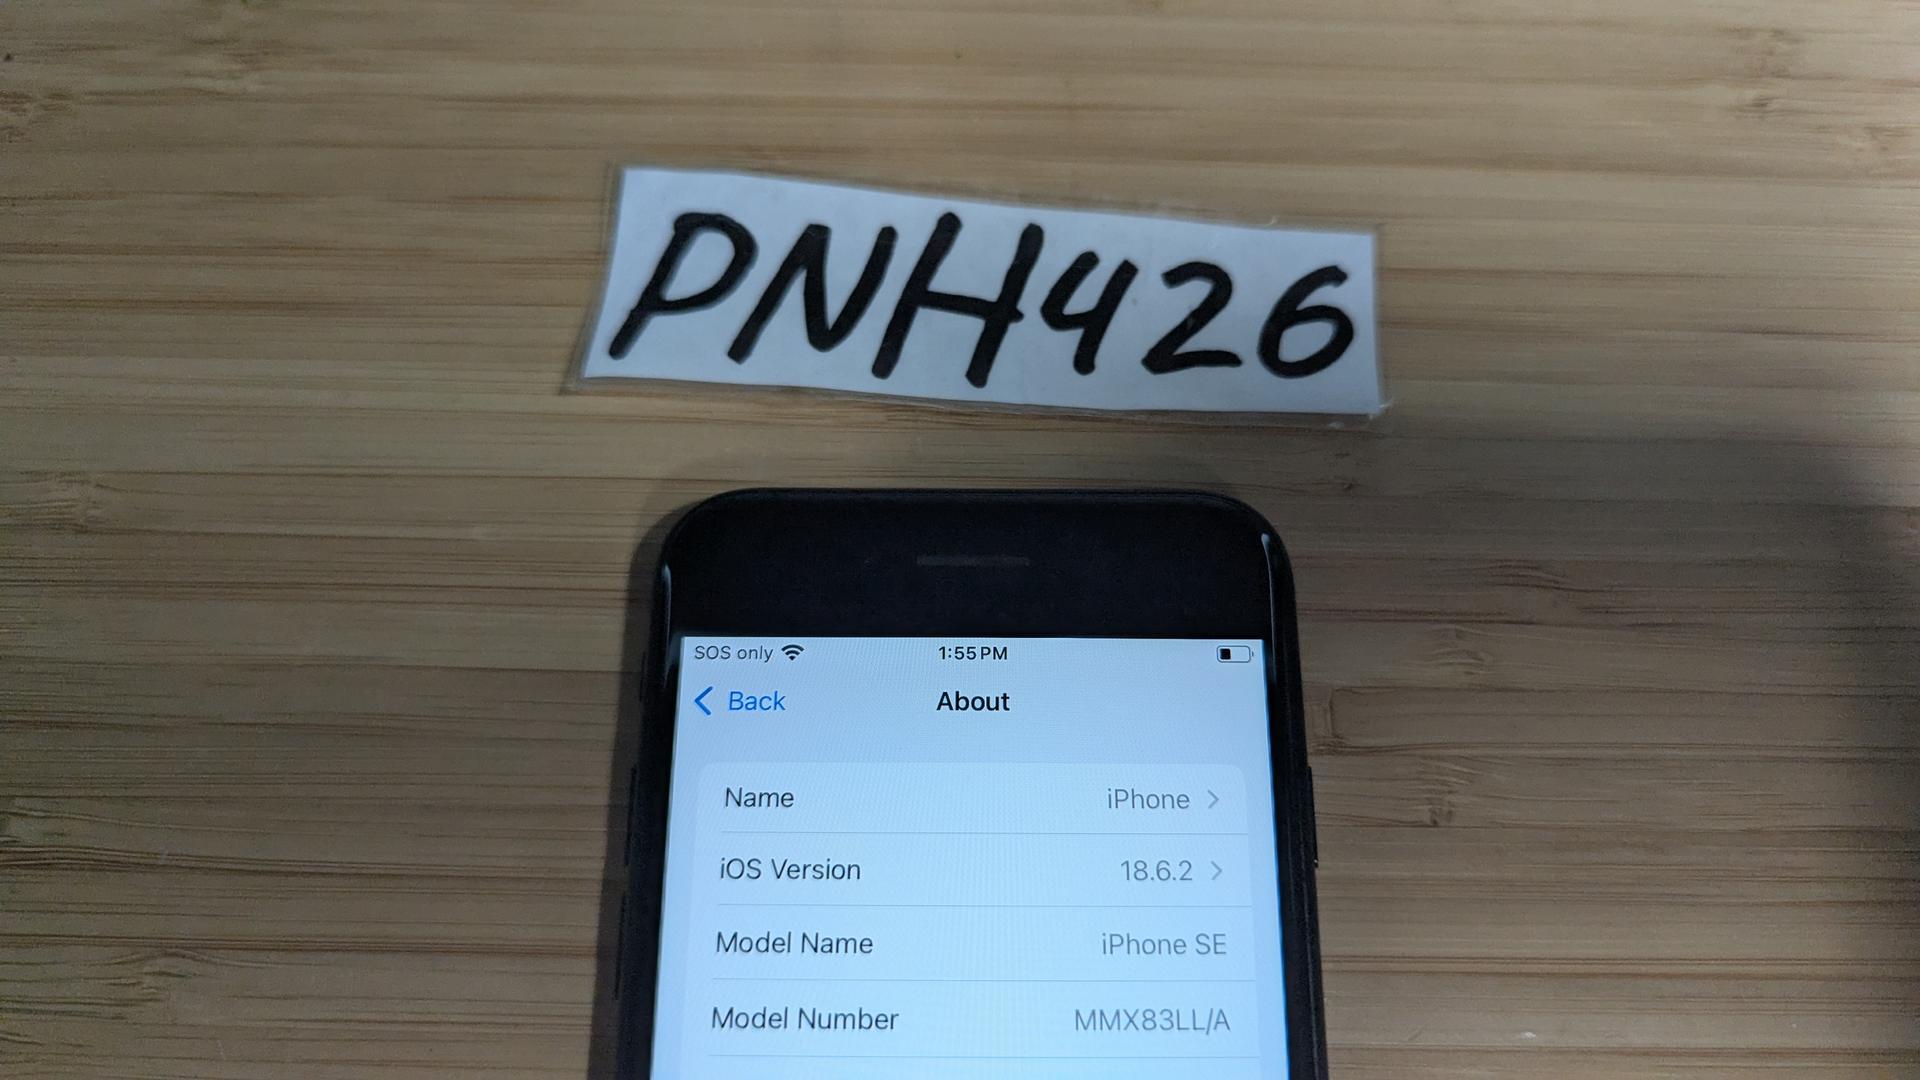 PNH426
SOS only 1:55 PM
Back About
Name iPhone
iOS Version 18.6.2
Model Name iPhone SE
Model Number MMX83LL/A